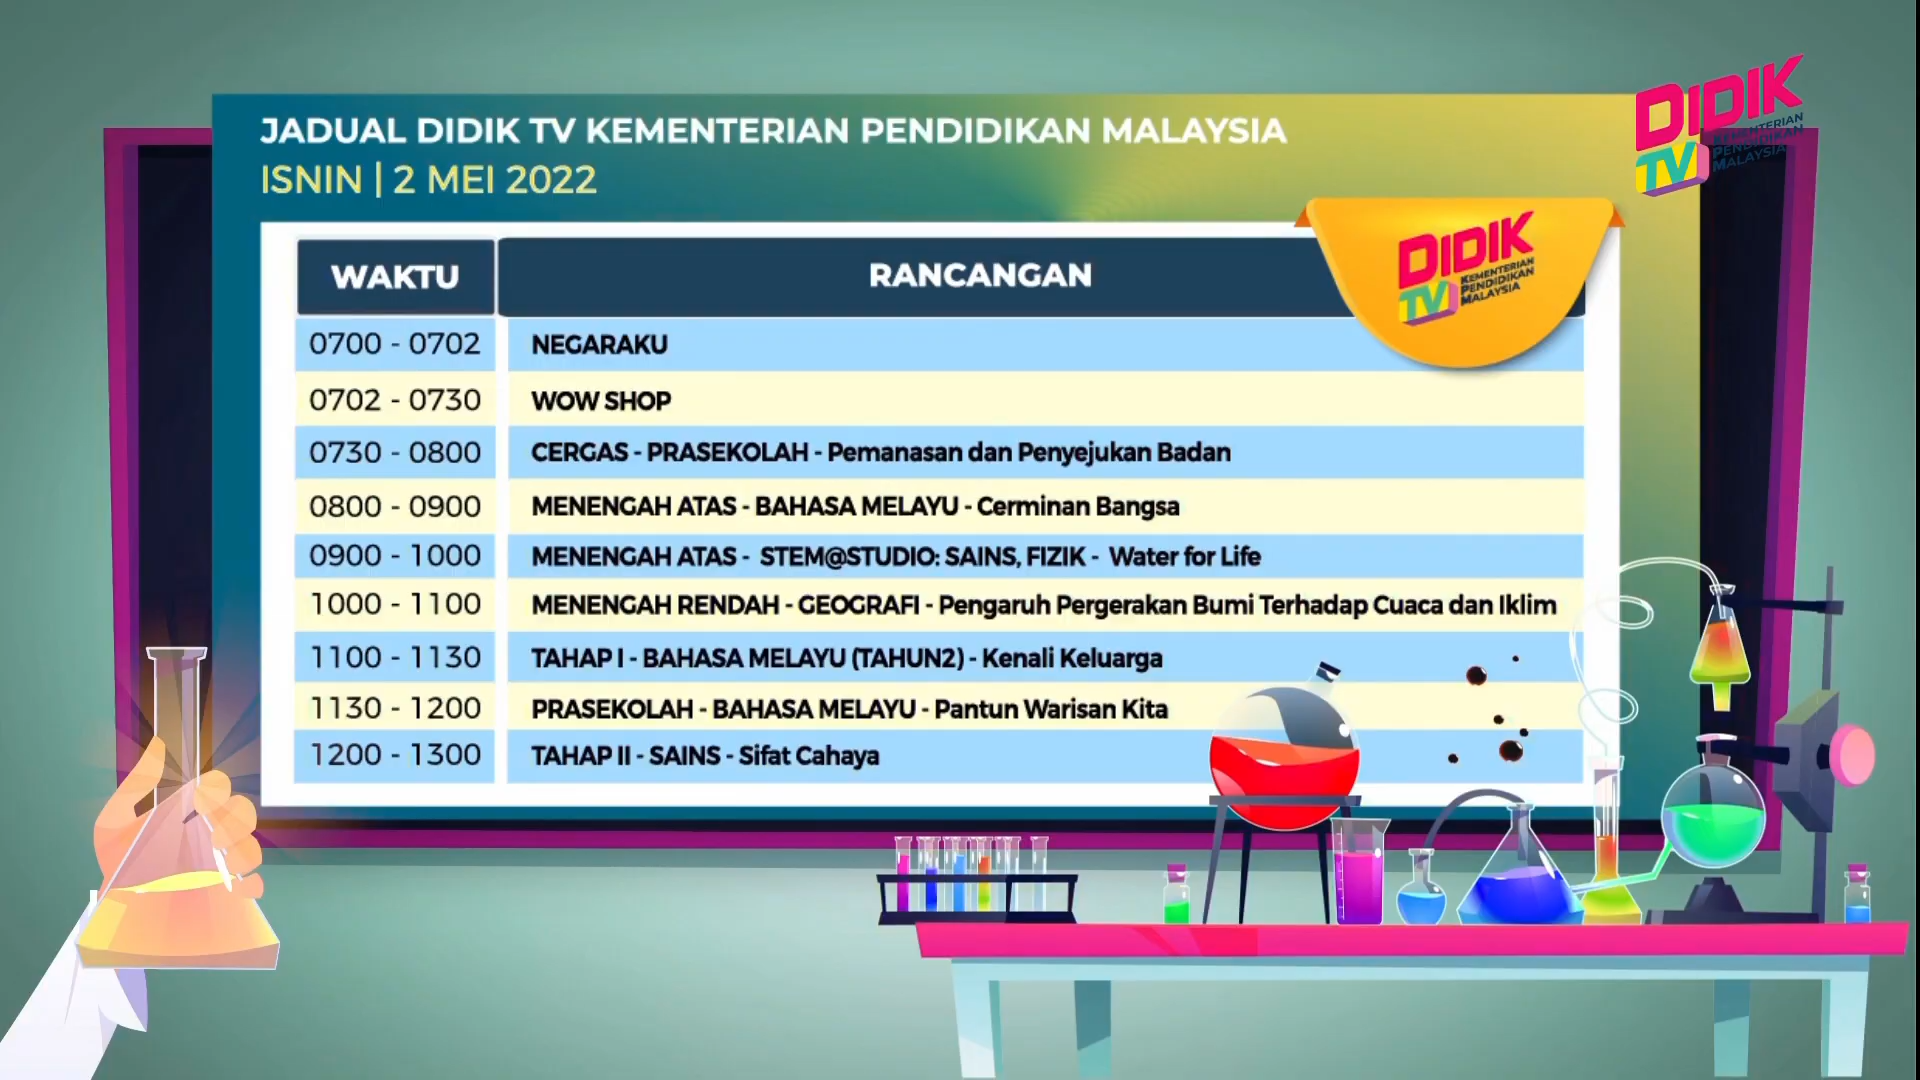 JADUAL DIDIK TV KEMENTERIAN PENDIDIKAN MALAYSIA
ISNIN | 2 MEI 2022
DIDIK
TV KEMENTERIAN
PENDIDIKAN
MALAYSIA
DIDIK
TV KEMENTERIAN
PENDIDIKAN
MALAYSIA
WAKTU RANCANGAN
0700 - 0702 NEGARAKU
0702 - 0730 WOW SHOP
0730 - 0800 CERGAS - PRASEKOLAH - Pemanasan dan Penyejukan Badan
0800 - 0900 MENENGAH ATAS - BAHASA MELAYU - Cerminan Bangsa
0900 - 1000 MENENGAH ATAS - STEM@STUDIO: SAINS, FIZIK - Water for Life
1000 - 1100 MENENGAH RENDAH - GEOGRAFI - Pengaruh Pergerakan Bumi Terhadap Cuaca dan Iklim
1100 - 1130 TAHAP I - BAHASA MELAYU (TAHUN2) - Kenali Keluarga
1130 - 1200 PRASEKOLAH - BAHASA MELAYU - Pantun Warisan Kita
1200 - 1300 TAHAP II - SAINS - Sifat Cahaya